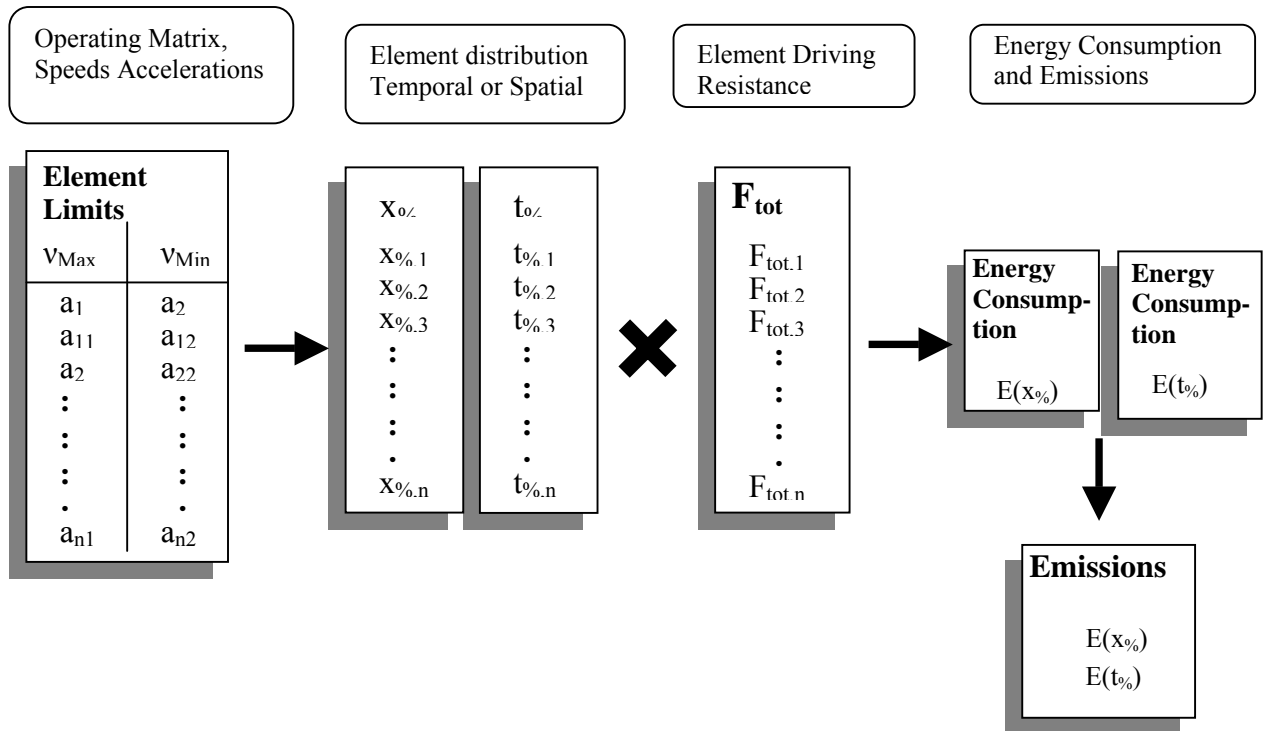 Operating Matrix,
Speeds Accelerations
Element distribution
Temporal or Spatial
Element Driving
Resistance
Energy Consumption
and Emissions
Element
Limits
νMax νMin
a1 a2
a11 a12
a2 a22
an1 an2
x% t%
x%,1 t%,1
x%,2 t%,2
x%,3 t%,3
x%,n t%,n
Ftot
Ftot,1
Ftot,2
Ftot,3
Ftot,n
Energy
Consump-
tion
E(x%)
Energy
Consump-
tion
E(t%)
Emissions
E(x%)
E(t%)